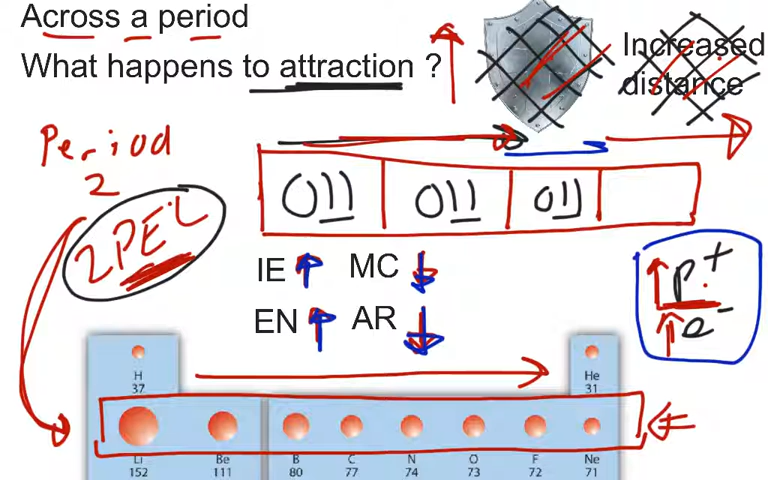 Across a period
What happens to attraction ?
Increased
distance
Period
2
2PEL
IE MC
EN AR
p+
e-
H
37
He
31
Li Be B C N O F Ne
152 111 80 77 74 73 72 71